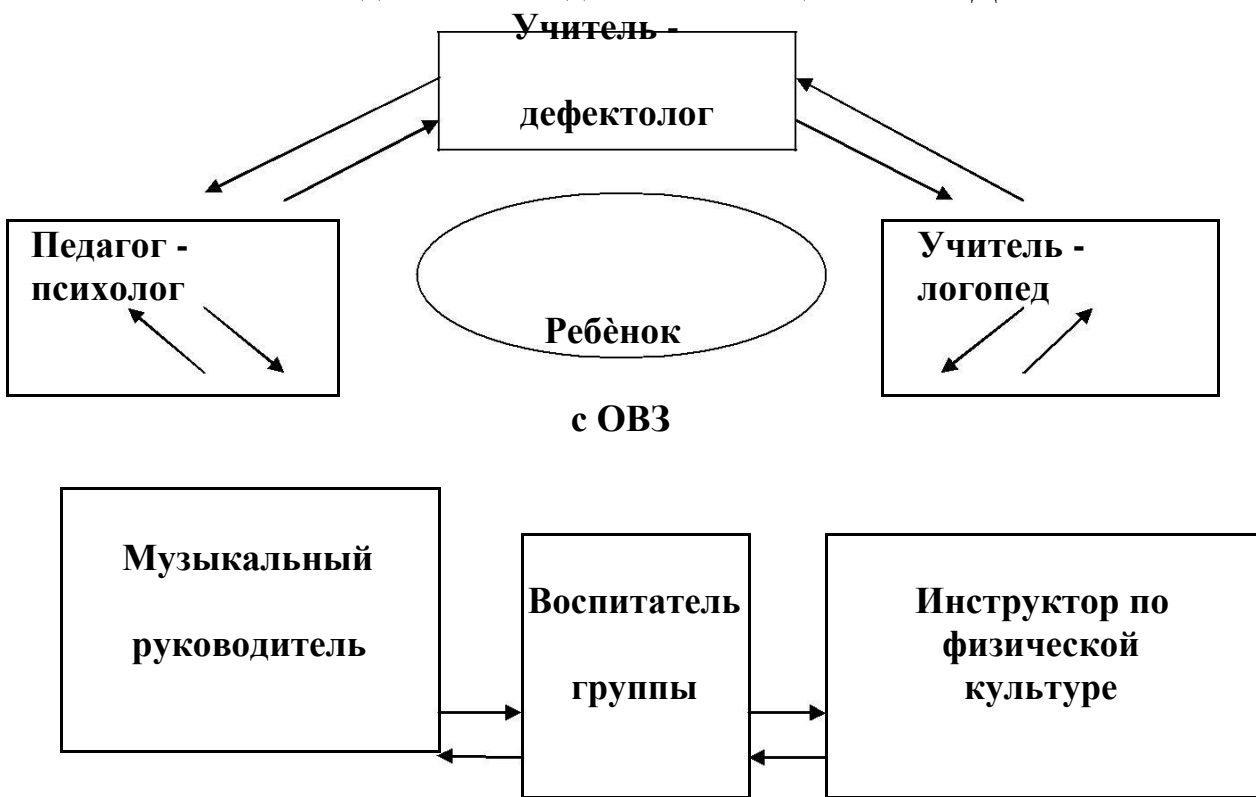 Учитель -
дефектолог
Педагог -
психолог
Учитель -
логопед
Ребѐнок
с ОВЗ
Музыкальный
руководитель
Воспитатель
группы
Инструктор по
физической
культуре